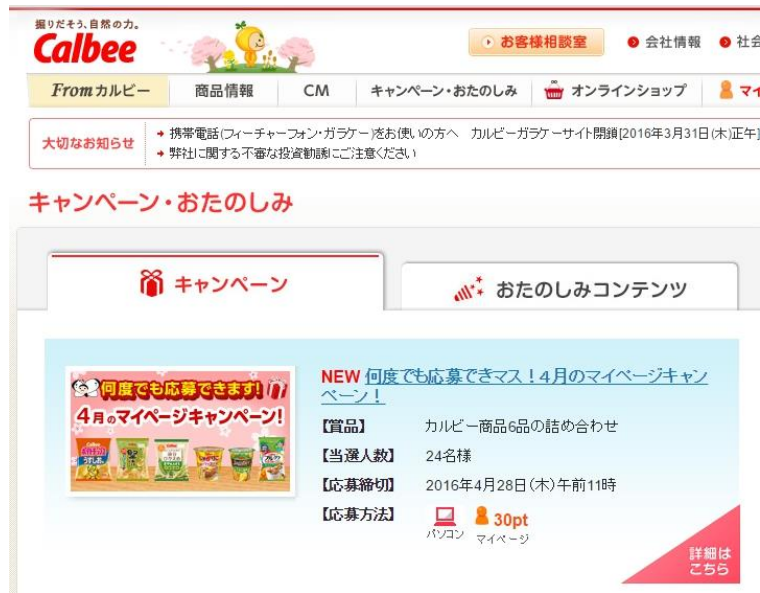 掘りだそう、自然の力。
Calbee
お客様相談室 会社情報 社会
Fromカルビー 商品情報 CM キャンペーン・おたのしみ オンラインショップ マイ
大切なお知らせ
携帯電話(フィーチャーフォン・ガラケー)をお使いの方へ カルビーガラケーサイト閉鎖[2016年3月31日(木)正午]
弊社に関する不審な投資勧誘にご注意ください
キャンペーン・おたのしみ
キャンペーン おたのしみコンテンツ
何度でも応募できます!
4月のマイページキャンペーン!
NEW 何度でも応募できマス!4月のマイページキャン
ペーン!
【賞品】 カルビー商品6品の詰め合わせ
【当選人数】 24名様
【応募締切】 2016年4月28日(木)午前11時
【応募方法】 パソコン 30pt マイページ
詳細は
こちら